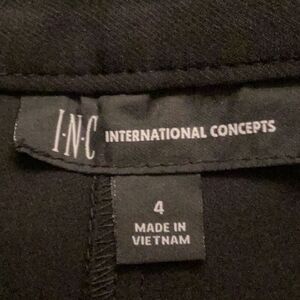 I·N·C INTERNATIONAL CONCEPTS
4
MADE IN
VIETNAM